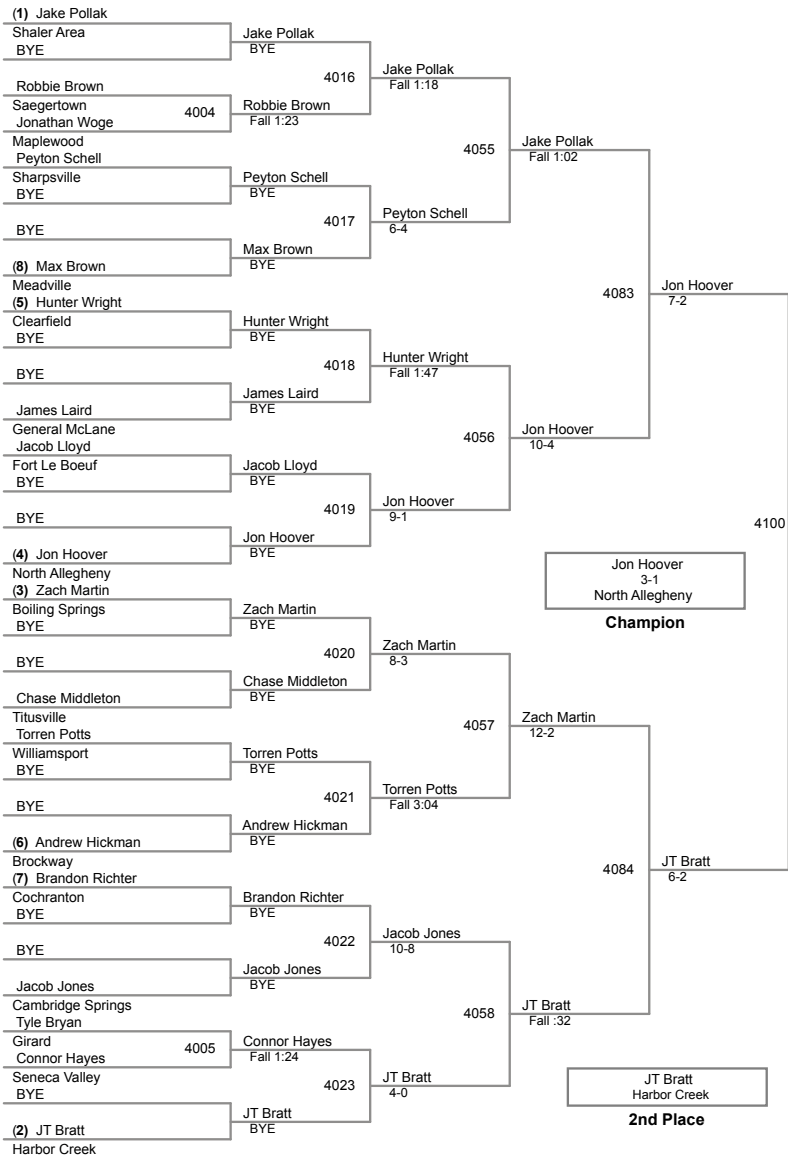 (1) Jake Pollak
Shaler Area
BYE
Robbie Brown
Saegertown
Jonathan Woge
4004
Maplewood
Peyton Schell
Sharpsville
BYE
BYE
(8) Max Brown
Meadville
(5) Hunter Wright
Clearfield
BYE
BYE
James Laird
General McLane
Jacob Lloyd
Fort Le Boeuf
BYE
BYE
(4) Jon Hoover
North Allegheny
(3) Zach Martin
Boiling Springs
BYE
BYE
Chase Middleton
Titusville
Torren Potts
Williamsport
BYE
BYE
(6) Andrew Hickman
Brockway
(7) Brandon Richter
Cochranton
BYE
BYE
Jacob Jones
Cambridge Springs
Tyle Bryan
Girard
4005
Connor Hayes
Seneca Valley
BYE
(2) JT Bratt
Harbor Creek
Jake Pollak
BYE
4016
Robbie Brown
Fall 1:23
Peyton Schell
BYE
4017
Max Brown
BYE
Hunter Wright
BYE
4018
James Laird
BYE
Jacob Lloyd
BYE
4019
Jon Hoover
BYE
Zach Martin
BYE
4020
Chase Middleton
BYE
Torren Potts
BYE
4021
Andrew Hickman
BYE
Brandon Richter
BYE
4022
Jacob Jones
BYE
Connor Hayes
Fall 1:24
4023
JT Bratt
BYE
Jake Pollak
Fall 1:18
4055
Peyton Schell
6-4
Hunter Wright
Fall 1:47
4056
Jon Hoover
9-1
Zach Martin
8-3
4057
Torren Potts
Fall 3:04
Jacob Jones
10-8
4058
JT Bratt
4-0
Jake Pollak
Fall 1:02
4083
Jon Hoover
10-4
Zach Martin
12-2
4084
JT Bratt
Fall :32
Jon Hoover
7-2
4100
JT Bratt
6-2
Jon Hoover
3-1
North Allegheny
Champion
JT Bratt
Harbor Creek
2nd Place